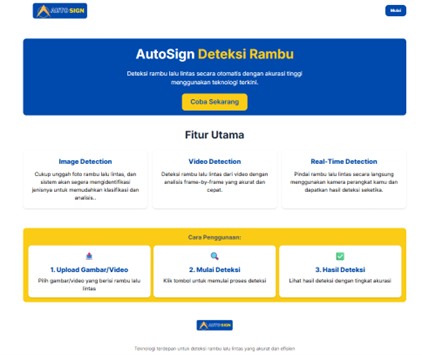 AUTO SIGN
Mulai
AutoSign Deteksi Rambu
Deteksi rambu lalu lintas secara otomatis dengan akurasi tinggi
menggunakan teknologi terkini.
Coba Sekarang
Fitur Utama
Image Detection
Cukup unggah foto rambu lalu lintas, dan
sistem akan segera mengidentifikasi
jenisnya untuk memudahkan klasifikasi dan
analisis..
Video Detection
Deteksi rambu lalu lintas dari video dengan
analisis frame-by-frame yang akurat dan
cepat.
Real-Time Detection
Pindai rambu lalu lintas secara langsung
menggunakan kamera perangkat kamu dan
dapatkan hasil deteksi seketika.
Cara Penggunaan:
1. Upload Gambar/Video
Pilih gambar/video yang berisi rambu lalu
lintas
2. Mulai Deteksi
Klik tombol untuk memulai proses deteksi
3. Hasil Deteksi
Lihat hasil deteksi dengan tingkat akurasi
AUTO SIGN
Teknologi terdepan untuk deteksi rambu lalu lintas yang akurat dan efisien